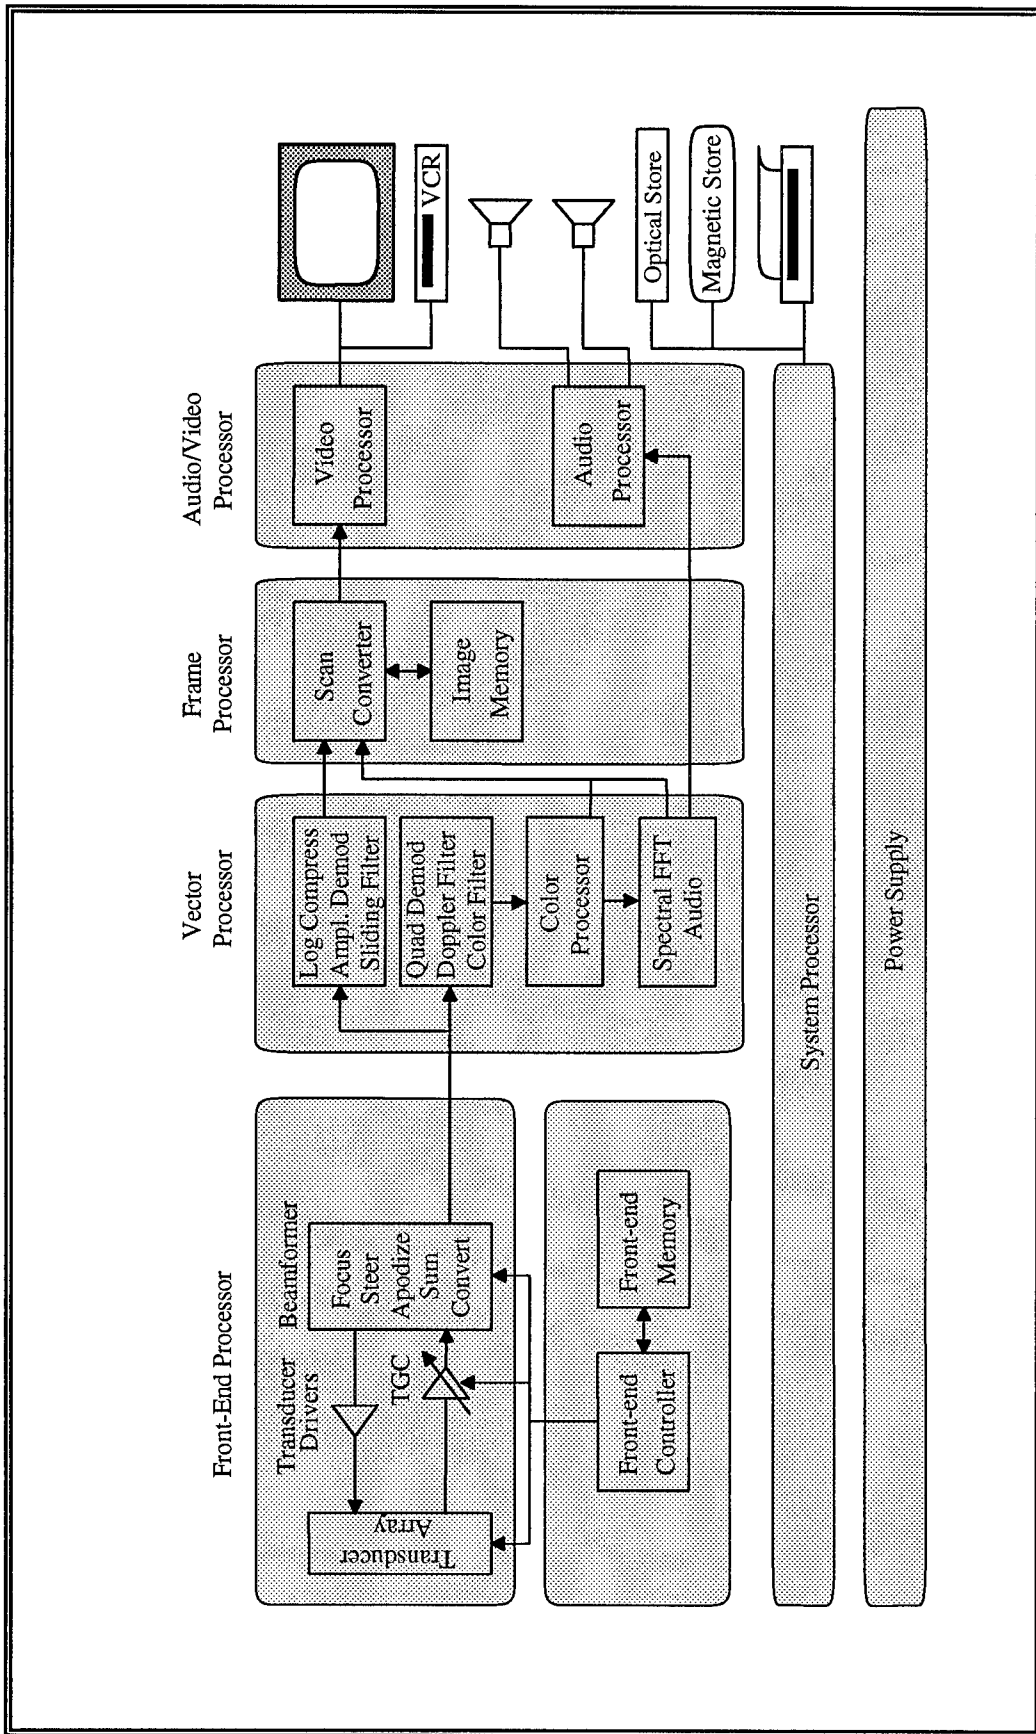 Front-End Processor
Vector
Processor
Frame
Processor
Audio/Video
Processor
Transducer
Drivers
Beamformer
Transducer
Array
TGC
Focus
Steer
Apodize
Sum
Convert
Front-end
Controller
Front-end
Memory
Log Compress
Ampl. Demod
Sliding Filter
Quad Demod
Doppler Filter
Color Filter
Color
Processor
Spectral FFT
Audio
Scan
Converter
Image
Memory
Video
Processor
Audio
Processor
VCR
Optical Store
Magnetic Store
System Processor
Power Supply